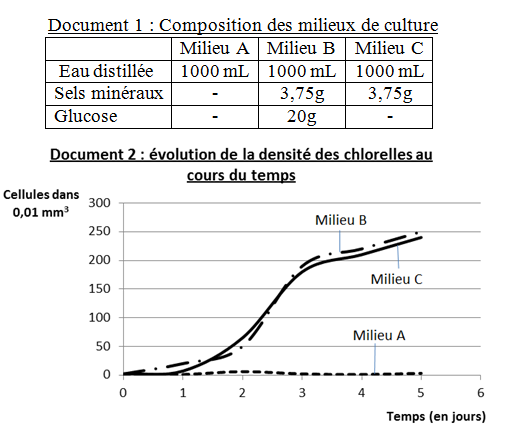 Document 1 : Composition des milieux de culture
Milieu A Milieu B Milieu C
Eau distillée 1000 mL 1000 mL 1000 mL
Sels minéraux - 3,75g 3,75g
Glucose - 20g -
Document 2 : évolution de la densité des chlorelles au
cours du temps
Cellules dans
0,01 mm³
300
250
200
150
100
50
0
Milieu B
Milieu C
Milieu A
0 1 2 3 4 5 6
Temps (en jours)